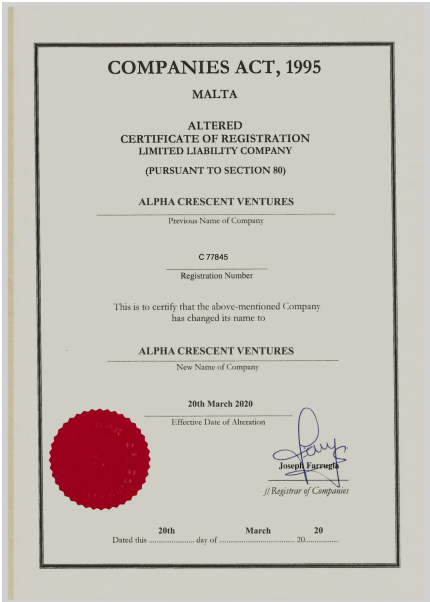 COMPANIES ACT, 1995
MALTA
ALTERED
CERTIFICATE OF REGISTRATION
LIMITED LIABILITY COMPANY
(PURSUANT TO SECTION 80)
ALPHA CRESCENT VENTURES
Previous Name of Company
C 77845
Registration Number
This is to certify that the above-mentioned Company
has changed its name to
ALPHA CRESCENT VENTURES
New Name of Company
20th March 2020
Effective Date of Alteration
Joseph Farrugia
// Registrar of Companies
Dated this 20th day of March 2020